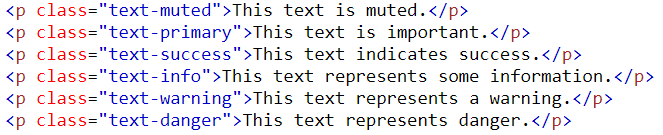 <p class="text-muted">This text is muted.</p>
<p class="text-primary">This text is important.</p>
<p class="text-success">This text indicates success.</p>
<p class="text-info">This text represents some information.</p>
<p class="text-warning">This text represents a warning.</p>
<p class="text-danger">This text represents danger.</p>